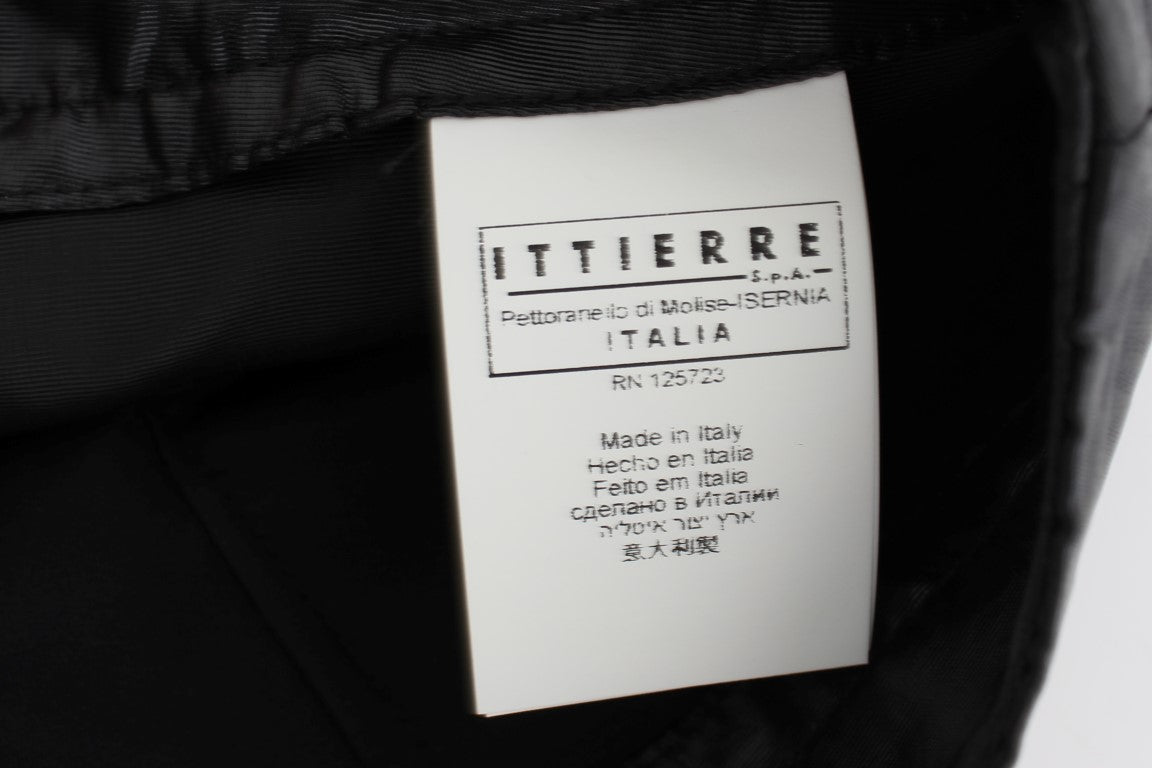 ITTIERRE
S.p.A.
Pettoranello di Molise-ISERNIA
ITALIA
RN 125723
Made in Italy
Hecho en Italia
Feito em Italia
сделано в Италии
ארץ יצור איטליה
意大利製